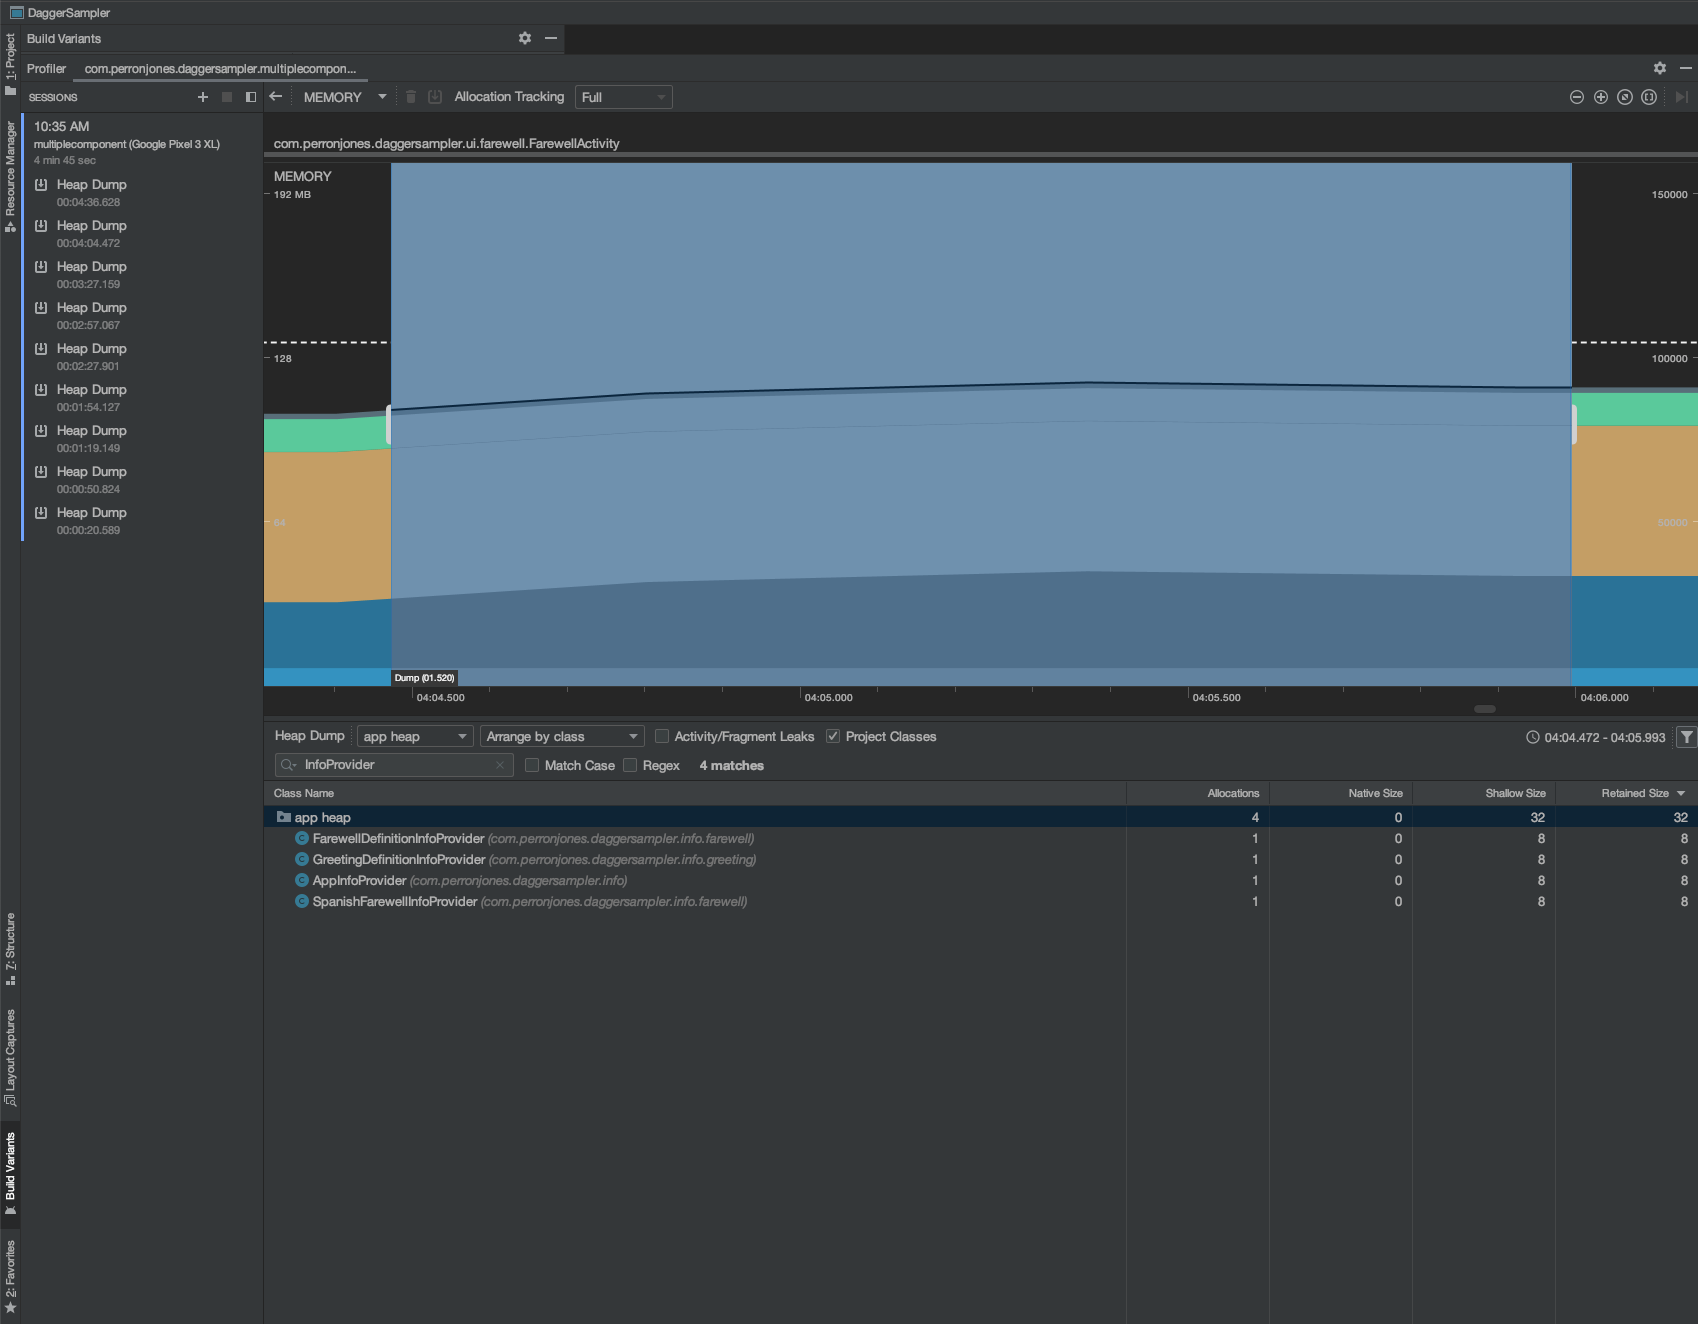 DaggerSampler
Build Variants
Profiler com.perronjones.daggersampler.multiplecompon...
SESSIONS
MEMORY Allocation Tracking Full
1: Project
Resource Manager
7: Structure
Layout Captures
Build Variants
2: Favorites
10:35 AM
multiplecomponent (Google Pixel 3 XL)
4 min 45 sec
Heap Dump
00:04:36.628
Heap Dump
00:04:04.472
Heap Dump
00:03:27.159
Heap Dump
00:02:57.067
Heap Dump
00:02:27.901
Heap Dump
00:01:54.127
Heap Dump
00:01:19.149
Heap Dump
00:00:50.824
Heap Dump
00:00:20.589
com.perronjones.daggersampler.ui.farewell.FarewellActivity
MEMORY
192 MB 150000
128 100000
64 50000
Dump (01.520)
04:04.500 04:05.000 04:05.500 04:06.000
Heap Dump app heap Arrange by class Activity/Fragment Leaks Project Classes 04:04.472 - 04:05.993
InfoProvider Match Case Regex 4 matches
Class Name Allocations Native Size Shallow Size Retained Size
app heap 4 0 32 32
FarewellDefinitionInfoProvider (com.perronjones.daggersampler.info.farewell) 1 0 8 8
GreetingDefinitionInfoProvider (com.perronjones.daggersampler.info.greeting) 1 0 8 8
AppInfoProvider (com.perronjones.daggersampler.info) 1 0 8 8
SpanishFarewellInfoProvider (com.perronjones.daggersampler.info.farewell) 1 0 8 8